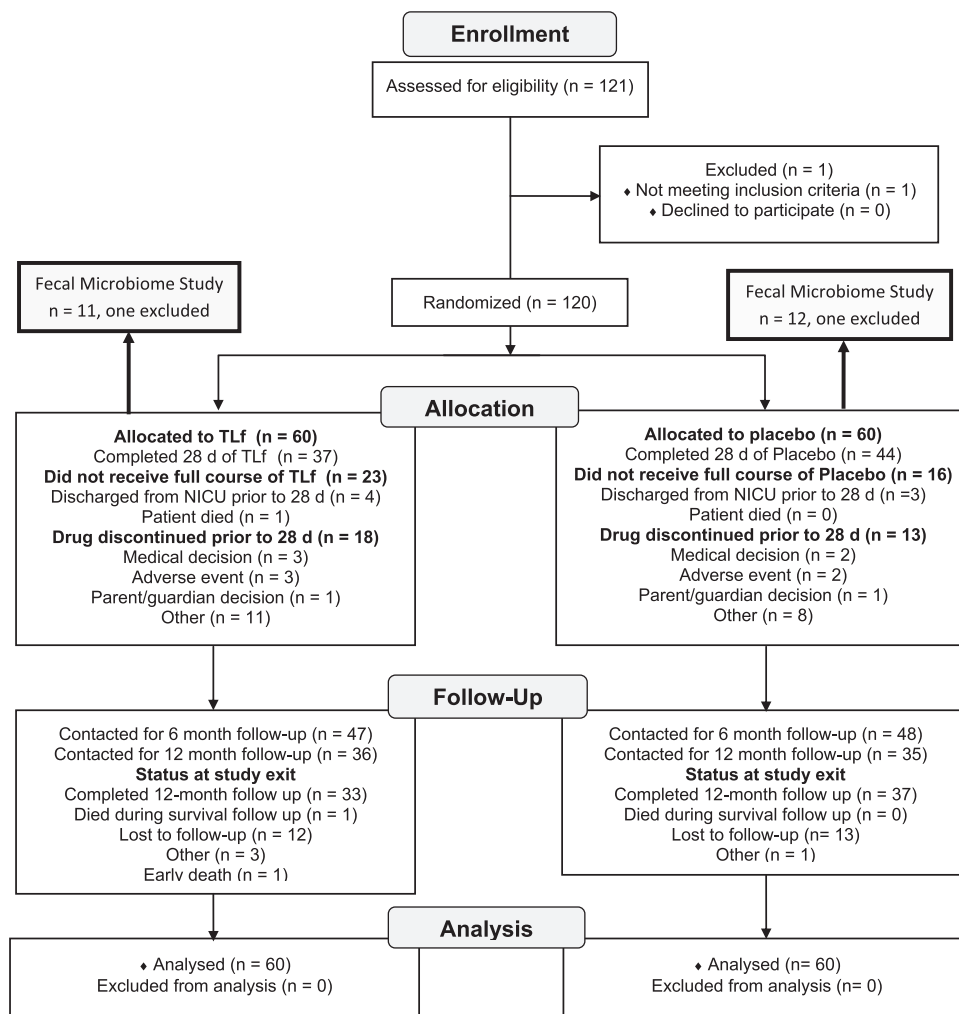 Enrollment
Assessed for eligibility (n = 121)
Excluded (n = 1)
♦ Not meeting inclusion criteria (n = 1)
♦ Declined to participate (n = 0)
Fecal Microbiome Study
n = 11, one excluded
Randomized (n = 120)
Fecal Microbiome Study
n = 12, one excluded
Allocation
Allocated to TLf (n = 60)
Completed 28 d of TLf (n = 37)
Did not receive full course of TLf (n = 23)
Discharged from NICU prior to 28 d (n = 4)
Patient died (n = 1)
Drug discontinued prior to 28 d (n = 18)
Medical decision (n = 3)
Adverse event (n = 3)
Parent/guardian decision (n = 1)
Other (n = 11)
Allocated to placebo (n = 60)
Completed 28 d of Placebo (n = 44)
Did not receive full course of Placebo (n = 16)
Discharged from NICU prior to 28 d (n =3)
Patient died (n = 0)
Drug discontinued prior to 28 d (n = 13)
Medical decision (n = 2)
Adverse event (n = 2)
Parent/guardian decision (n = 1)
Other (n = 8)
Follow-Up
Contacted for 6 month follow-up (n = 47)
Contacted for 12 month follow-up (n = 36)
Status at study exit
Completed 12-month follow up (n = 33)
Died during survival follow up (n = 1)
Lost to follow-up (n = 12)
Other (n = 3)
Early death (n = 1)
Contacted for 6 month follow-up (n = 48)
Contacted for 12 month follow-up (n = 35)
Status at study exit
Completed 12-month follow up (n = 37)
Died during survival follow up (n = 0)
Lost to follow-up (n= 13)
Other (n = 1)
Analysis
♦ Analysed (n = 60)
Excluded from analysis (n = 0)
♦ Analysed (n= 60)
Excluded from analysis (n= 0)